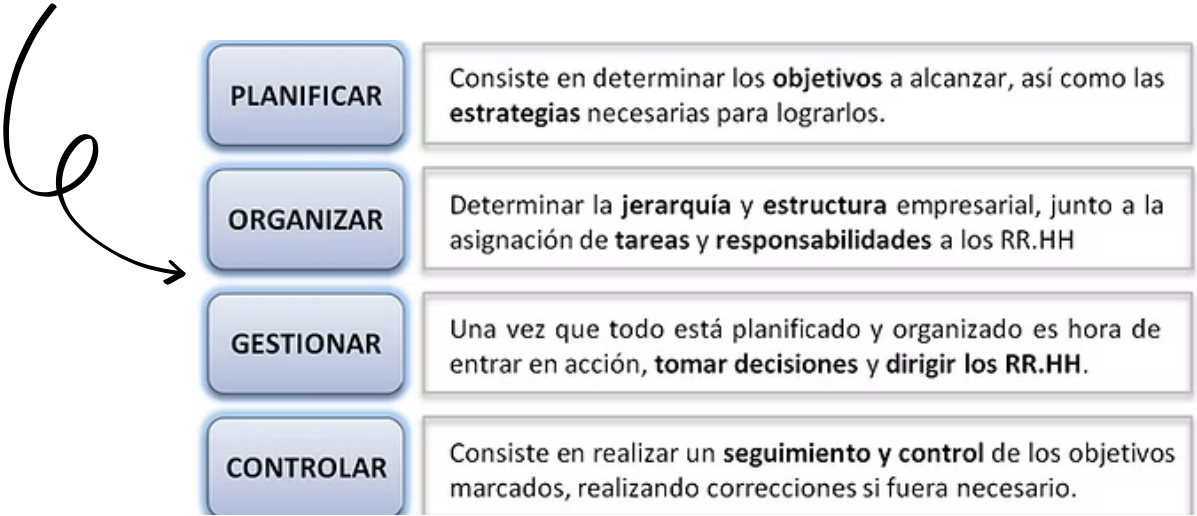 PLANIFICAR
Consiste en determinar los objetivos a alcanzar, así como las
estrategias necesarias para lograrlos.
ORGANIZAR
Determinar la jerarquía y estructura empresarial, junto a la
asignación de tareas y responsabilidades a los RR.HH
GESTIONAR
Una vez que todo está planificado y organizado es hora de
entrar en acción, tomar decisiones y dirigir los RR.HH.
CONTROLAR
Consiste en realizar un seguimiento y control de los objetivos
marcados, realizando correcciones si fuera necesario.